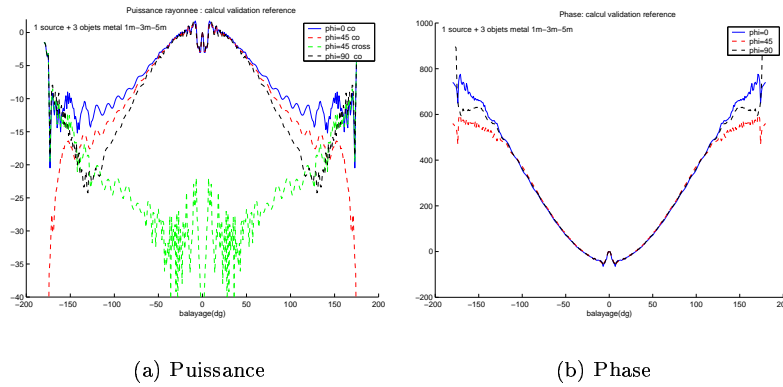 Puissance rayonnee : calcul validation reference
1 source + 3 objets metal 1m−3m−5m
phi=0 co
phi=45 co
phi=45 cross
phi=90 co
0
−5
−10
−15
−20
−25
−30
−35
−40
−200 −150 −100 −50 0 50 100 150 200
balayage(dg)
(a) Puissance
Phase: calcul validation reference
1 source + 3 objets metal 1m−3m−5m
phi=0
phi=45
phi=90
1000
800
600
400
200
0
−200
−200 −150 −100 −50 0 50 100 150 200
balayage(dg)
(b) Phase